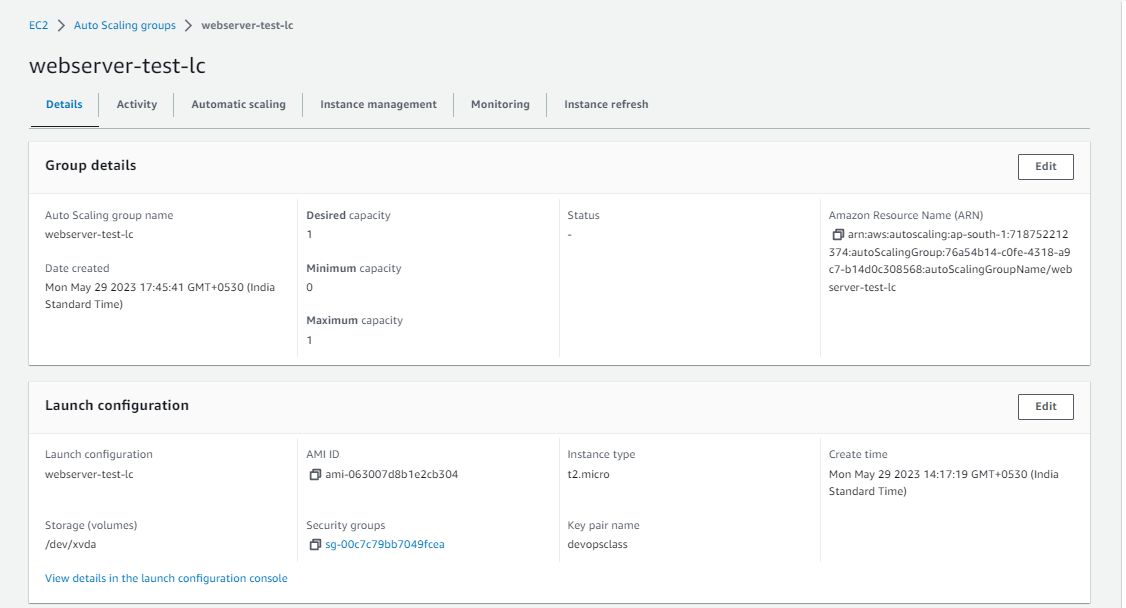 EC2 > Auto Scaling groups > webserver-test-lc
webserver-test-lc
Details
Activity
Automatic scaling
Instance management
Monitoring
Instance refresh
Group details
Edit
Auto Scaling group name
webserver-test-lc
Date created
Mon May 29 2023 17:45:41 GMT+0530 (India
Standard Time)
Desired capacity
1
Minimum capacity
0
Maximum capacity
1
Status
-
Amazon Resource Name (ARN)
arn:aws:autoscaling:ap-south-1:718752212
374:autoScalingGroup:76a54b14-c0fe-4318-a9
c7-b14d0c308568:autoScalingGroupName/web
server-test-lc
Launch configuration
Edit
Launch configuration
webserver-test-lc
AMI ID
ami-063007d8b1e2cb304
Instance type
t2.micro
Create time
Mon May 29 2023 14:17:19 GMT+0530 (India
Standard Time)
Storage (volumes)
/dev/xvda
Security groups
sg-00c7c79bb7049fcea
Key pair name
devopsclass
View details in the launch configuration console